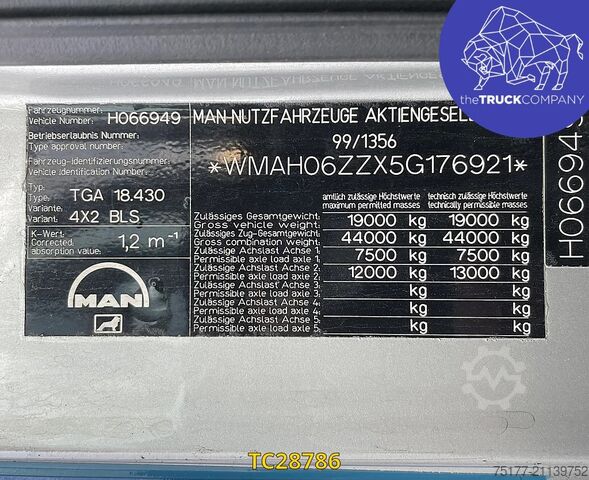 theTRUCKCOMPANY
Fahrzeugnummer:
Vehicle Number: H066949
Betriebserlaubnis Nummer:
Type approval number:
Fahrzeug-Identifizierungsnummer:
Vehicle Identification Number:
Typ:
Type: TGA 18.430
Variante:
Variant: 4X2 BLS
K-Wert:
Corrected absorption value: 1,2 m⁻¹
MAN
MAN NUTZFAHRZEUGE AKTIENGESELL
99/1356
*WMAH06ZZX5G176921*
amtlich zulässige Höchstwerte technisch zulässige Höchstwerte
maximum permitted masses technically permissible masses
Zulässiges Gesamtgewicht:
Gross vehicle weight: 19000 kg 19000 kg
Zulässiges Zug-Gesamtgewicht:
Gross combination weight: 44000 kg 44000 kg
Zulässige Achslast Achse 1:
Permissible axle load axle 1: 7500 kg 7500 kg
Zulässige Achslast Achse 2:
Permissible axle load axle 2: 12000 kg 13000 kg
Zulässige Achslast Achse 3:
Permissible axle load axle 3: kg kg
Zulässige Achslast Achse 4:
Permissible axle load axle 4: kg kg
Zulässige Achslast Achse 5:
Permissible axle load axle 5: kg kg
H066949
TC28786
75177-21139752